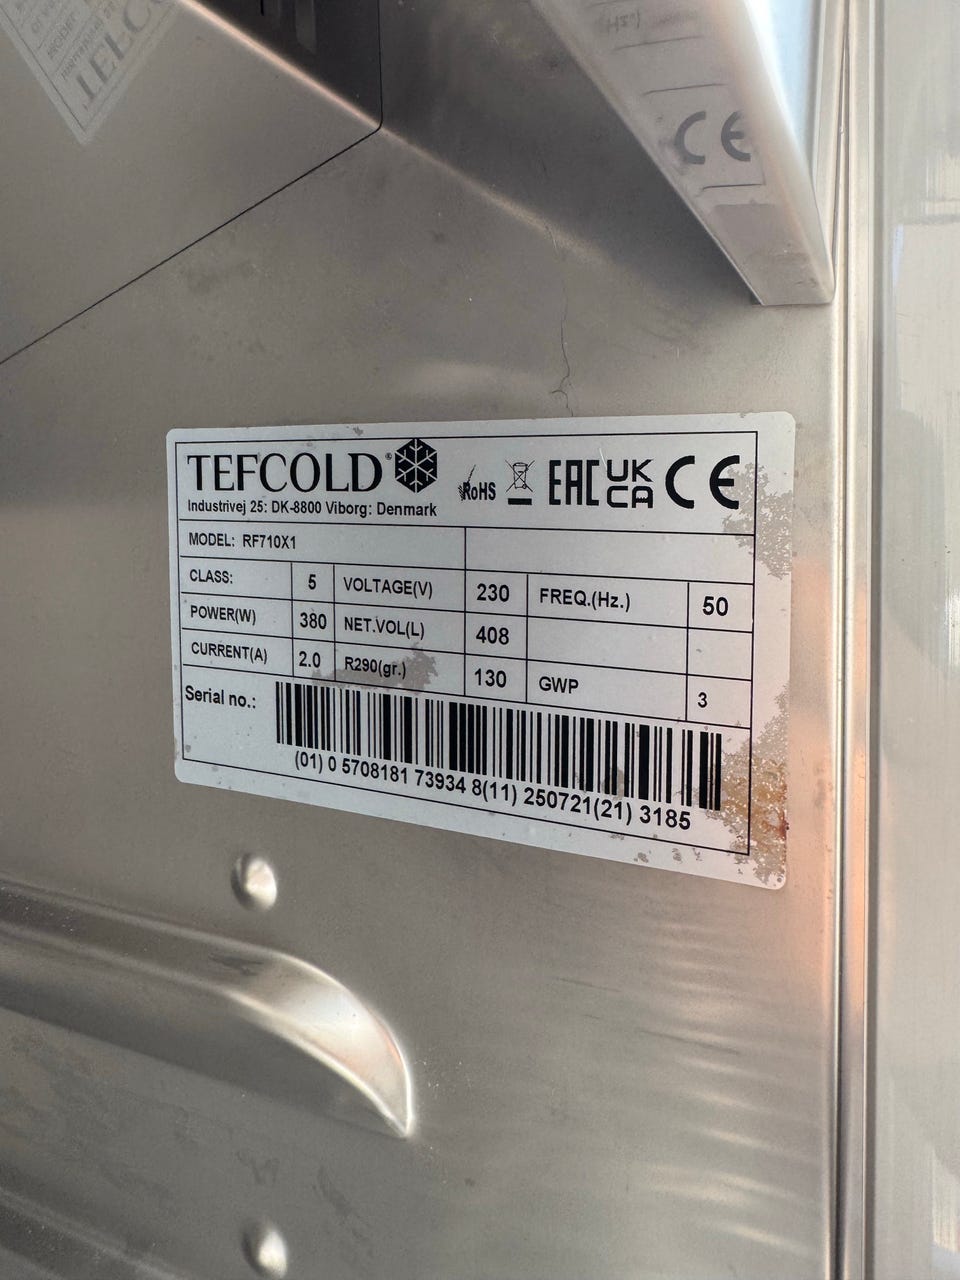 TEFCOLD®
RoHS EAC UK CA CE
Industrivej 25: DK-8800 Viborg: Denmark
MODEL: RF710X1
CLASS: 5 VOLTAGE(V) 230 FREQ.(Hz.) 50
POWER(W) 380 NET.VOL(L) 408
CURRENT(A) 2.0 R290(gr.) 130 GWP 3
Serial no.:
(01) 0 5708181 73934 8(11) 250721(21) 3185
CE